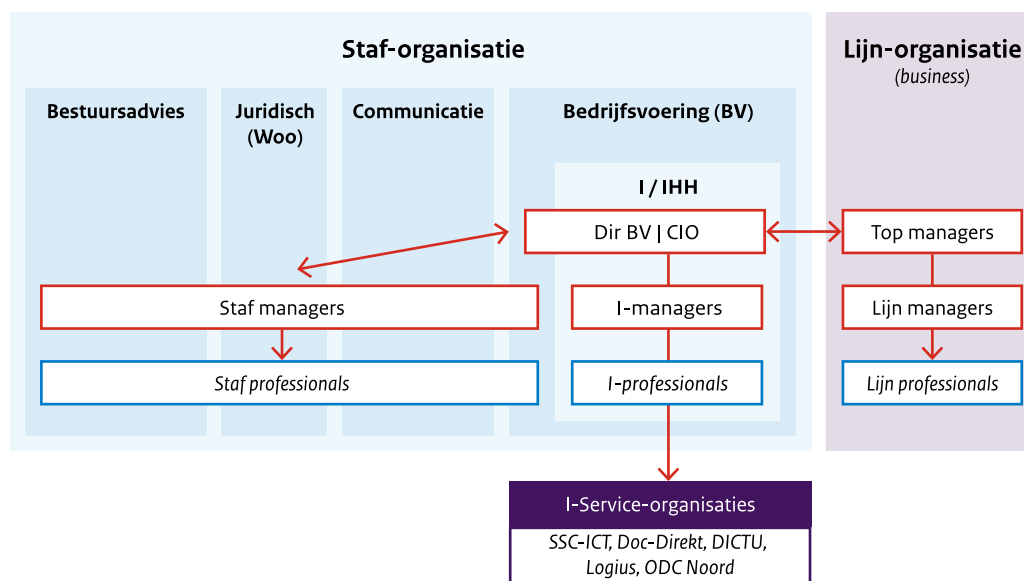 Staf-organisatie
Lijn-organisatie
(business)
Bestuursadvies
Juridisch
(Woo)
Communicatie
Bedrijfsvoering (BV)
I / IHH
Dir BV | CIO
Top managers
Staf managers
I-managers
Lijn managers
Staf professionals
I-professionals
Lijn professionals
I-Service-organisaties
SSC-ICT, Doc-Direkt, DICTU,
Logius, ODC Noord